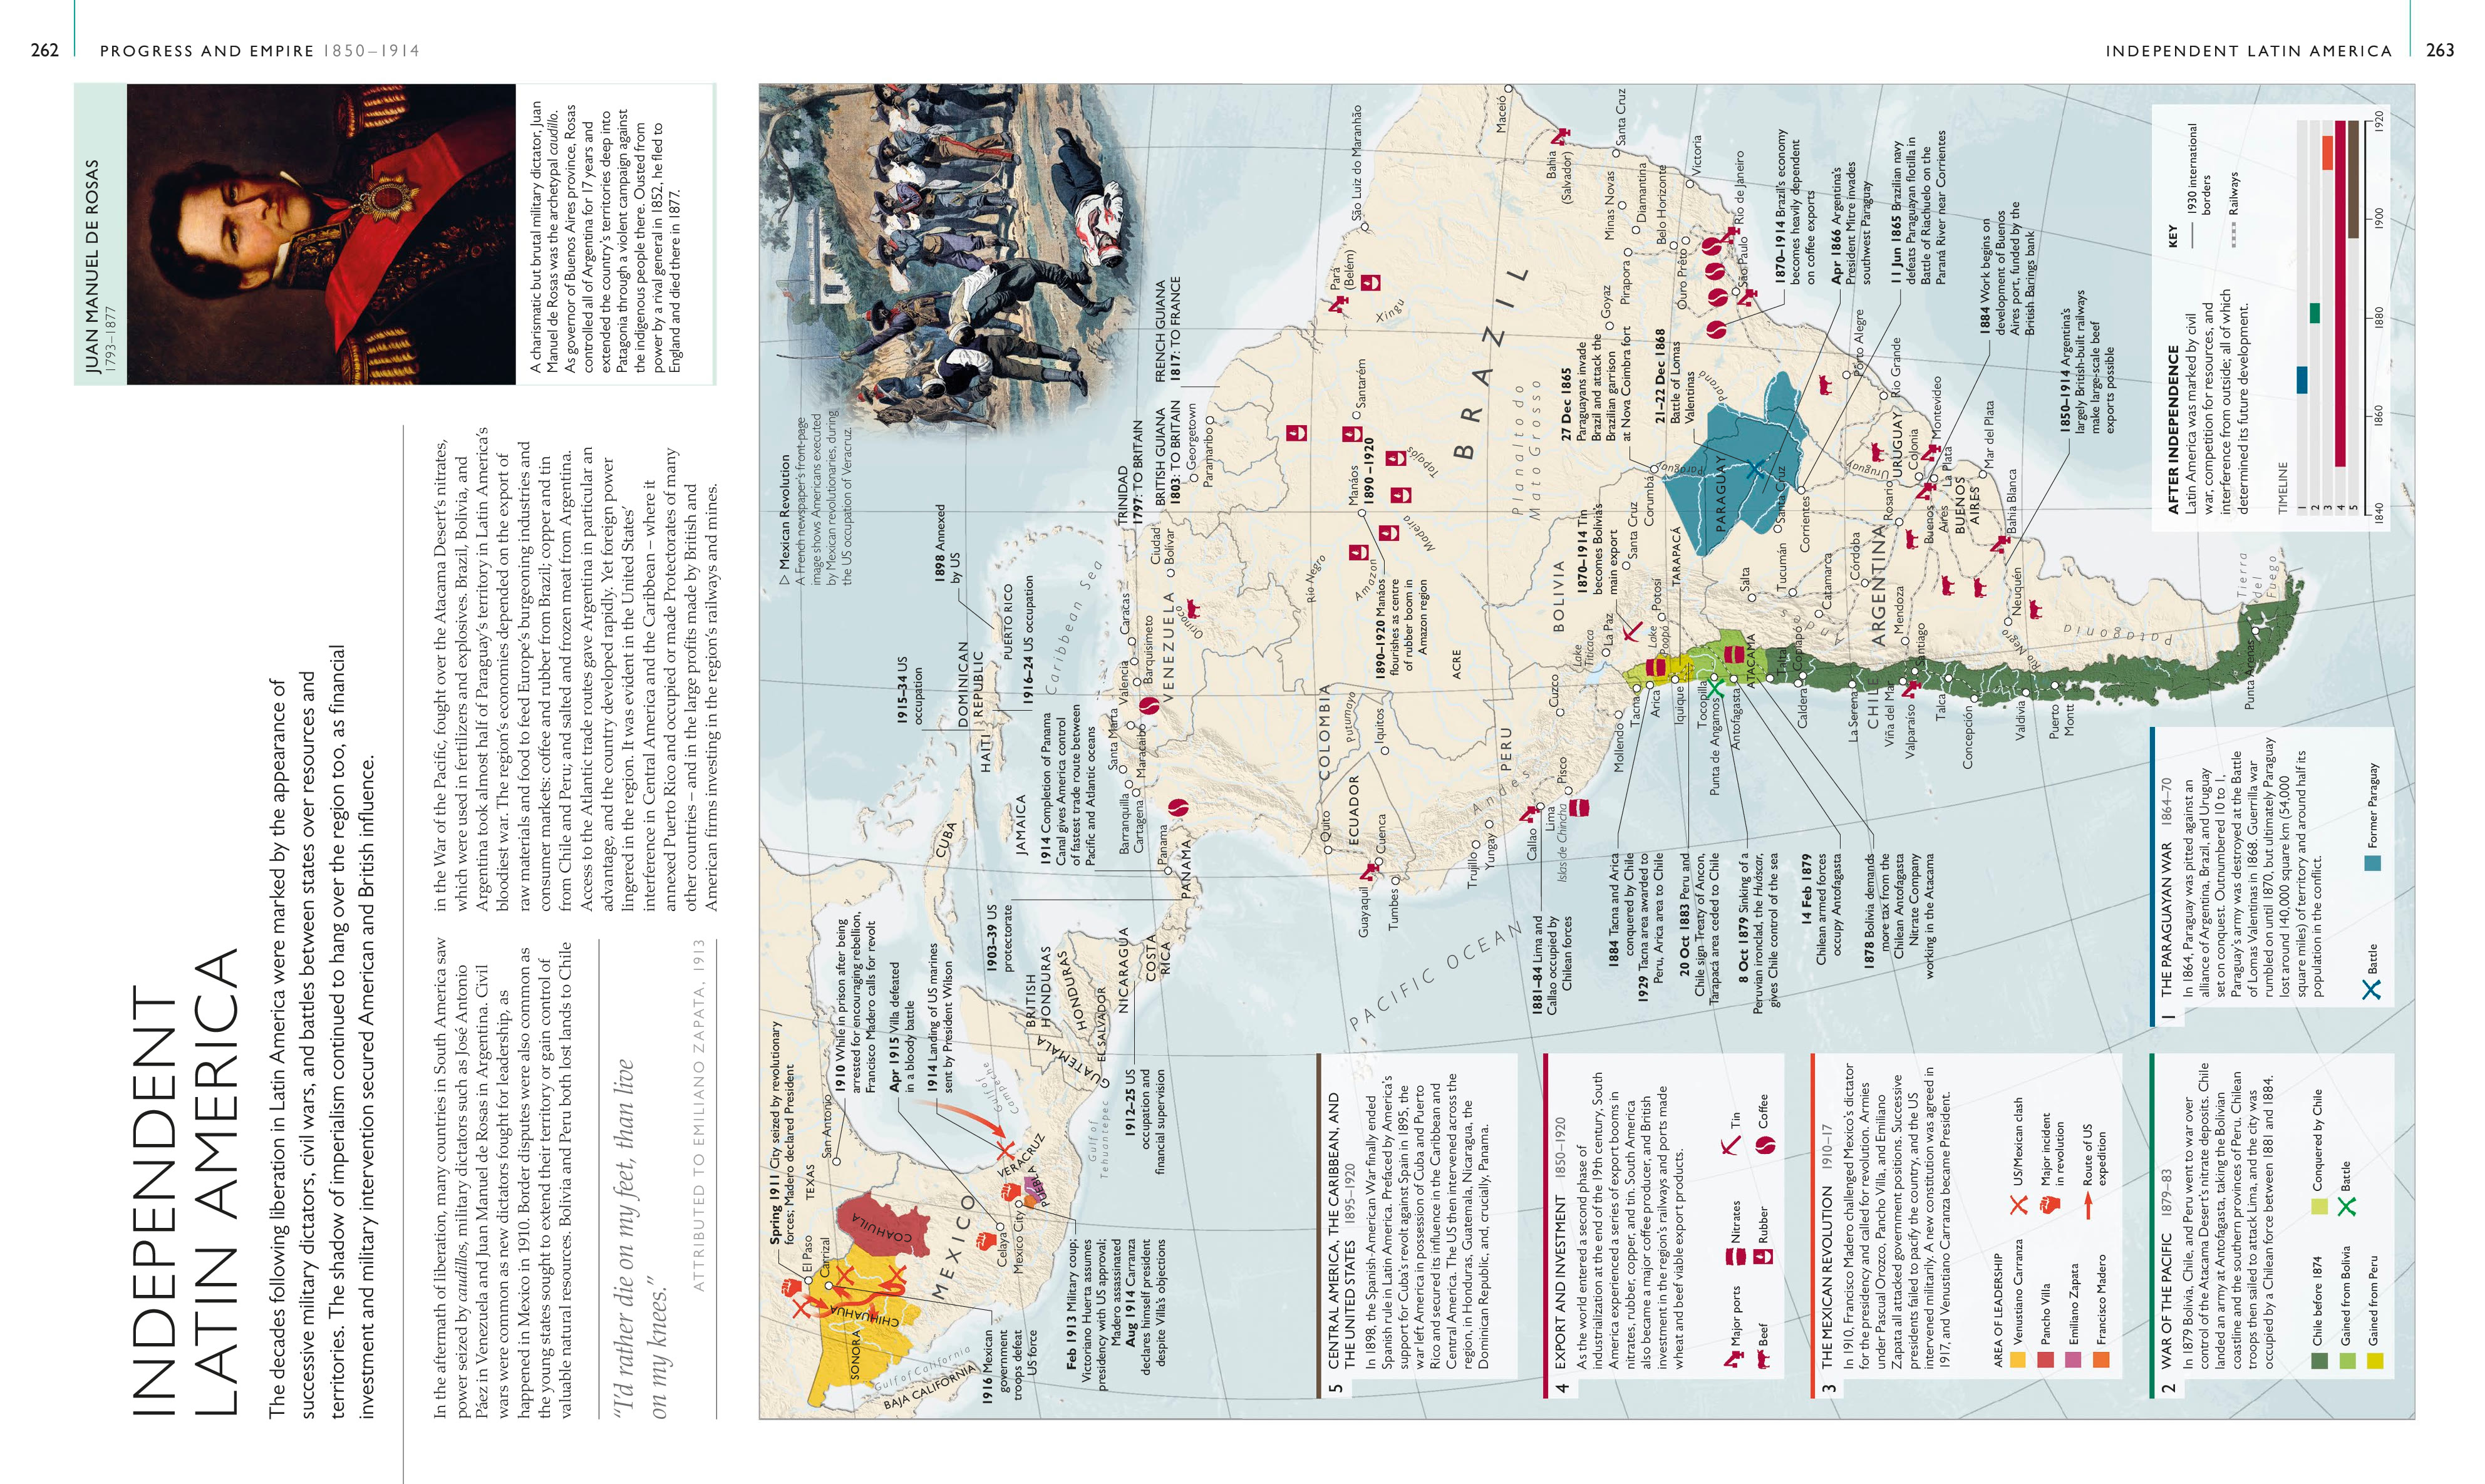 262
PROGRESS AND EMPIRE 1850–1914
INDEPENDENT LATIN AMERICA
263
INDEPENDENT
LATIN AMERICA
The decades following liberation in Latin America were marked by the appearance of
successive military dictators, civil wars, and battles between states over resources and
territories. The shadow of imperialism continued to hang over the region too, as financial
investment and military intervention secured American and British influence.
In the aftermath of liberation, many countries in South America saw
power seized by caudillos, military dictators such as José Antonio
Páez in Venezuela and Juan Manuel de Rosas in Argentina. Civil
wars were common as new dictators fought for leadership, as
happened in Mexico in 1910. Border disputes were also common as
the young states sought to extend their territory or gain control of
valuable natural resources. Bolivia and Peru both lost lands to Chile
"I'd rather die on my feet, than live
on my knees."
ATTRIBUTED TO EMILIANO ZAPATA, 1913
in the War of the Pacific, fought over the Atacama Desert's nitrates,
which were used in fertilizers and explosives. Brazil, Bolivia, and
Argentina took almost half of Paraguay's territory in Latin America's
bloodiest war. The region's economies depended on the export of
raw materials and food to feed Europe's burgeoning industries and
consumer markets: coffee and rubber from Brazil; copper and tin
from Chile and Peru; and salted and frozen meat from Argentina.
Access to the Atlantic trade routes gave Argentina in particular an
advantage, and the country developed rapidly. Yet foreign power
lingered in the region. It was evident in the United States'
interference in Central America and the Caribbean – where it
annexed Puerto Rico and occupied or made Protectorates of many
other countries – and in the large profits made by British and
American firms investing in the region's railways and mines.
JUAN MANUEL DE ROSAS
1793–1877
A charismatic but brutal military dictator, Juan
Manuel de Rosas was the archetypal caudillo.
As governor of Buenos Aires province, Rosas
controlled all of Argentina for 17 years and
extended the country's territories deep into
Patagonia through a violent campaign against
the indigenous people there. Ousted from
power by a rival general in 1852, he fled to
England and died there in 1877.
▷ Mexican Revolution
A French newspaper's front-page
image shows Americans executed
by Mexican revolutionaries, during
the US occupation of Veracruz.
Spring 1911 City seized by revolutionary
forces; Madero declared President
El Paso
TEXAS
San Antonio
Carrizal
1910 While in prison after being
arrested for encouraging rebellion,
Francisco Madero calls for revolt
Apr 1915 Villa defeated
in a bloody battle
1914 Landing of US marines
sent by President Wilson
SONORA
CHIHUAHUA
COAHUILA
Gulf of California
BAJA CALIFORNIA
MEXICO
Celaya
Mexico City
VERACRUZ
PUEBLA
Gulf of
Campeche
Gulf of
Tehuantepec
1916 Mexican
government
troops defeat
US force
Feb 1913 Military coup;
Victoriano Huerta assumes
presidency with US approval;
Madero assassinated
Aug 1914 Carranza
declares himself president
despite Villa's objections
1903–39 US
protectorate
BRITISH
HONDURAS
GUATEMALA
HONDURAS
EL SALVADOR
NICARAGUA
COSTA
RICA
PANAMA
Panama
1912–25 US
occupation and
financial supervision
1898 Annexed
by US
1915–34 US
occupation
CUBA
JAMAICA
HAITI
DOMINICAN
REPUBLIC
PUERTO RICO
1916–24 US occupation
Caribbean Sea
1914 Completion of Panama
Canal gives America control
of fastest trade route between
Pacific and Atlantic oceans
TRINIDAD
1797: TO BRITAIN
BRITISH GUIANA
1803: TO BRITAIN
FRENCH GUIANA
1817: TO FRANCE
Georgetown
Paramaribo
Barranquilla
Cartagena
Santa Marta
Maracaibo
Valencia
Barquisimeto
Caracas
Ciudad
Bolívar
VENEZUELA
Orinoco
COLOMBIA
Quito
ECUADOR
Cuenca
Guayaquil
Tumbes
Putumayo
Iquitos
Río Negro
Amazon
Madeira
Tapajós
Xingu
Manáos
1890–1920
1890–1920 Manáos
flourishes as centre
of rubber boom in
Amazon region
Santarém
Pará
(Belém)
São Luiz do Maranhão
Maceió
BRAZIL
Planalto do
Mato Grosso
ACRE
PERU
Andes
Trujillo
Yungay
Callao
Lima
Islas de Chincha
Pisco
Cuzco
Mollendo
PACIFIC OCEAN
Bahia
(Salvador)
Santa Cruz
Minas Novas
Diamantina
Belo Horizonte
Victoria
Pirapora
Goyaz
Ouro Prêto
Rio de Janeiro
São Paulo
27 Dec 1865
Paraguayans invade
Brazil and attack the
Brazilian garrison
at Nova Coimbra fort
21–22 Dec 1868
Battle of Lomas
Valentinas
1870–1914 Tin
becomes Bolivia's
main export
BOLIVIA
Lake
Titicaca
La Paz
Lake
Poopó
Potosí
Santa Cruz
Corumbá
Paraguay
Paraná
TARAPACÁ
Tacna
Arica
Iquique
Tocopilla
Punta de Angamos
Antofagasta
ATACAMA
Taltal
Copiapó
Caldera
La Serena
CHILE
Viña del Mar
Valparaíso
Santiago
Talca
Concepción
Valdivia
Puerto
Montt
Punta Arenas
Tierra
del
Fuego
Patagonia
Río Negro
Neuquén
Andes
Salta
Tucumán
Catamarca
Córdoba
Mendoza
ARGENTINA
PARAGUAY
Santa Cruz
Corrientes
Rosario
URUGUAY
Uruguay
Colonia
Montevideo
La Plata
Buenos
Aires
BUENOS
AIRES
Mar del Plata
Bahia Blanca
Rio Grande
Pôrto Alegre
1870–1914 Brazil's economy
becomes heavily dependent
on coffee exports
Apr 1866 Argentina's
President Mitre invades
southwest Paraguay
11 Jun 1865 Brazilian navy
defeats Paraguayan flotilla in
Battle of Riachuelo on the
Paraná River near Corrientes
1884 Work begins on
development of Buenos
Aires port, funded by the
British Barings bank
1850–1914 Argentina's
largely British-built railways
make large-scale beef
exports possible
1881–84 Lima and
Callao occupied by
Chilean forces
1884 Tacna and Arica
conquered by Chile
1929 Tacna area awarded to
Peru, Arica area to Chile
20 Oct 1883 Peru and
Chile sign Treaty of Ancon,
Tarapacá area ceded to Chile
8 Oct 1879 Sinking of a
Peruvian ironclad, the Huáscar,
gives Chile control of the sea
14 Feb 1879
Chilean armed forces
occupy Antofagasta
1878 Bolivia demands
more tax from the
Chilean Antofagasta
Nitrate Company
working in the Atacama
5 CENTRAL AMERICA, THE CARIBBEAN, AND
THE UNITED STATES 1895–1920
In 1898, the Spanish-American War finally ended
Spanish rule in Latin America. Prefaced by America's
support for Cuba's revolt against Spain in 1895, the
war left America in possession of Cuba and Puerto
Rico and secured its influence in the Caribbean and
Central America. The US then intervened across the
region, in Honduras, Guatemala, Nicaragua, the
Dominican Republic, and, crucially, Panama.
4 EXPORT AND INVESTMENT 1850–1920
As the world entered a second phase of
industrialization at the end of the 19th century, South
America experienced a series of export booms in
nitrates, rubber, copper, and tin. South America
also became a major coffee producer, and British
investment in the region's railways and ports made
wheat and beef viable export products.
Major ports
Nitrates
Tin
Beef
Rubber
Coffee
3 THE MEXICAN REVOLUTION 1910–17
In 1910, Francisco Madero challenged Mexico's dictator
for the presidency and called for revolution. Armies
under Pascual Orozco, Pancho Villa, and Emiliano
Zapata all attacked government positions. Successive
presidents failed to pacify the country, and the US
intervened militarily. A new constitution was agreed in
1917, and Venustiano Carranza became President.
AREA OF LEADERSHIP
Venustiano Carranza
Pancho Villa
Emiliano Zapata
Francisco Madero
US/Mexican clash
Major incident
in revolution
Route of US
expedition
2 WAR OF THE PACIFIC 1879–83
In 1879 Bolivia, Chile, and Peru went to war over
control of the Atacama Desert's nitrate deposits. Chile
landed an army at Antofagasta, taking the Bolivian
coastline and the southern provinces of Peru. Chilean
troops then sailed to attack Lima, and the city was
occupied by a Chilean force between 1881 and 1884.
Chile before 1874
Gained from Bolivia
Gained from Peru
Conquered by Chile
Battle
1 THE PARAGUAYAN WAR 1864–70
In 1864, Paraguay was pitted against an
alliance of Argentina, Brazil, and Uruguay
set on conquest. Outnumbered 10 to 1,
Paraguay's army was destroyed at the Battle
of Lomas Valentinas in 1868. Guerrilla war
rumbled on until 1870, but ultimately Paraguay
lost around 140,000 square km (54,000
square miles) of territory and around half its
population in the conflict.
Battle
Former Paraguay
AFTER INDEPENDENCE
Latin America was marked by civil
war, competition for resources, and
interference from outside; all of which
determined its future development.
KEY
1930 international
borders
Railways
TIMELINE
1
2
3
4
5
1840
1860
1880
1900
1920